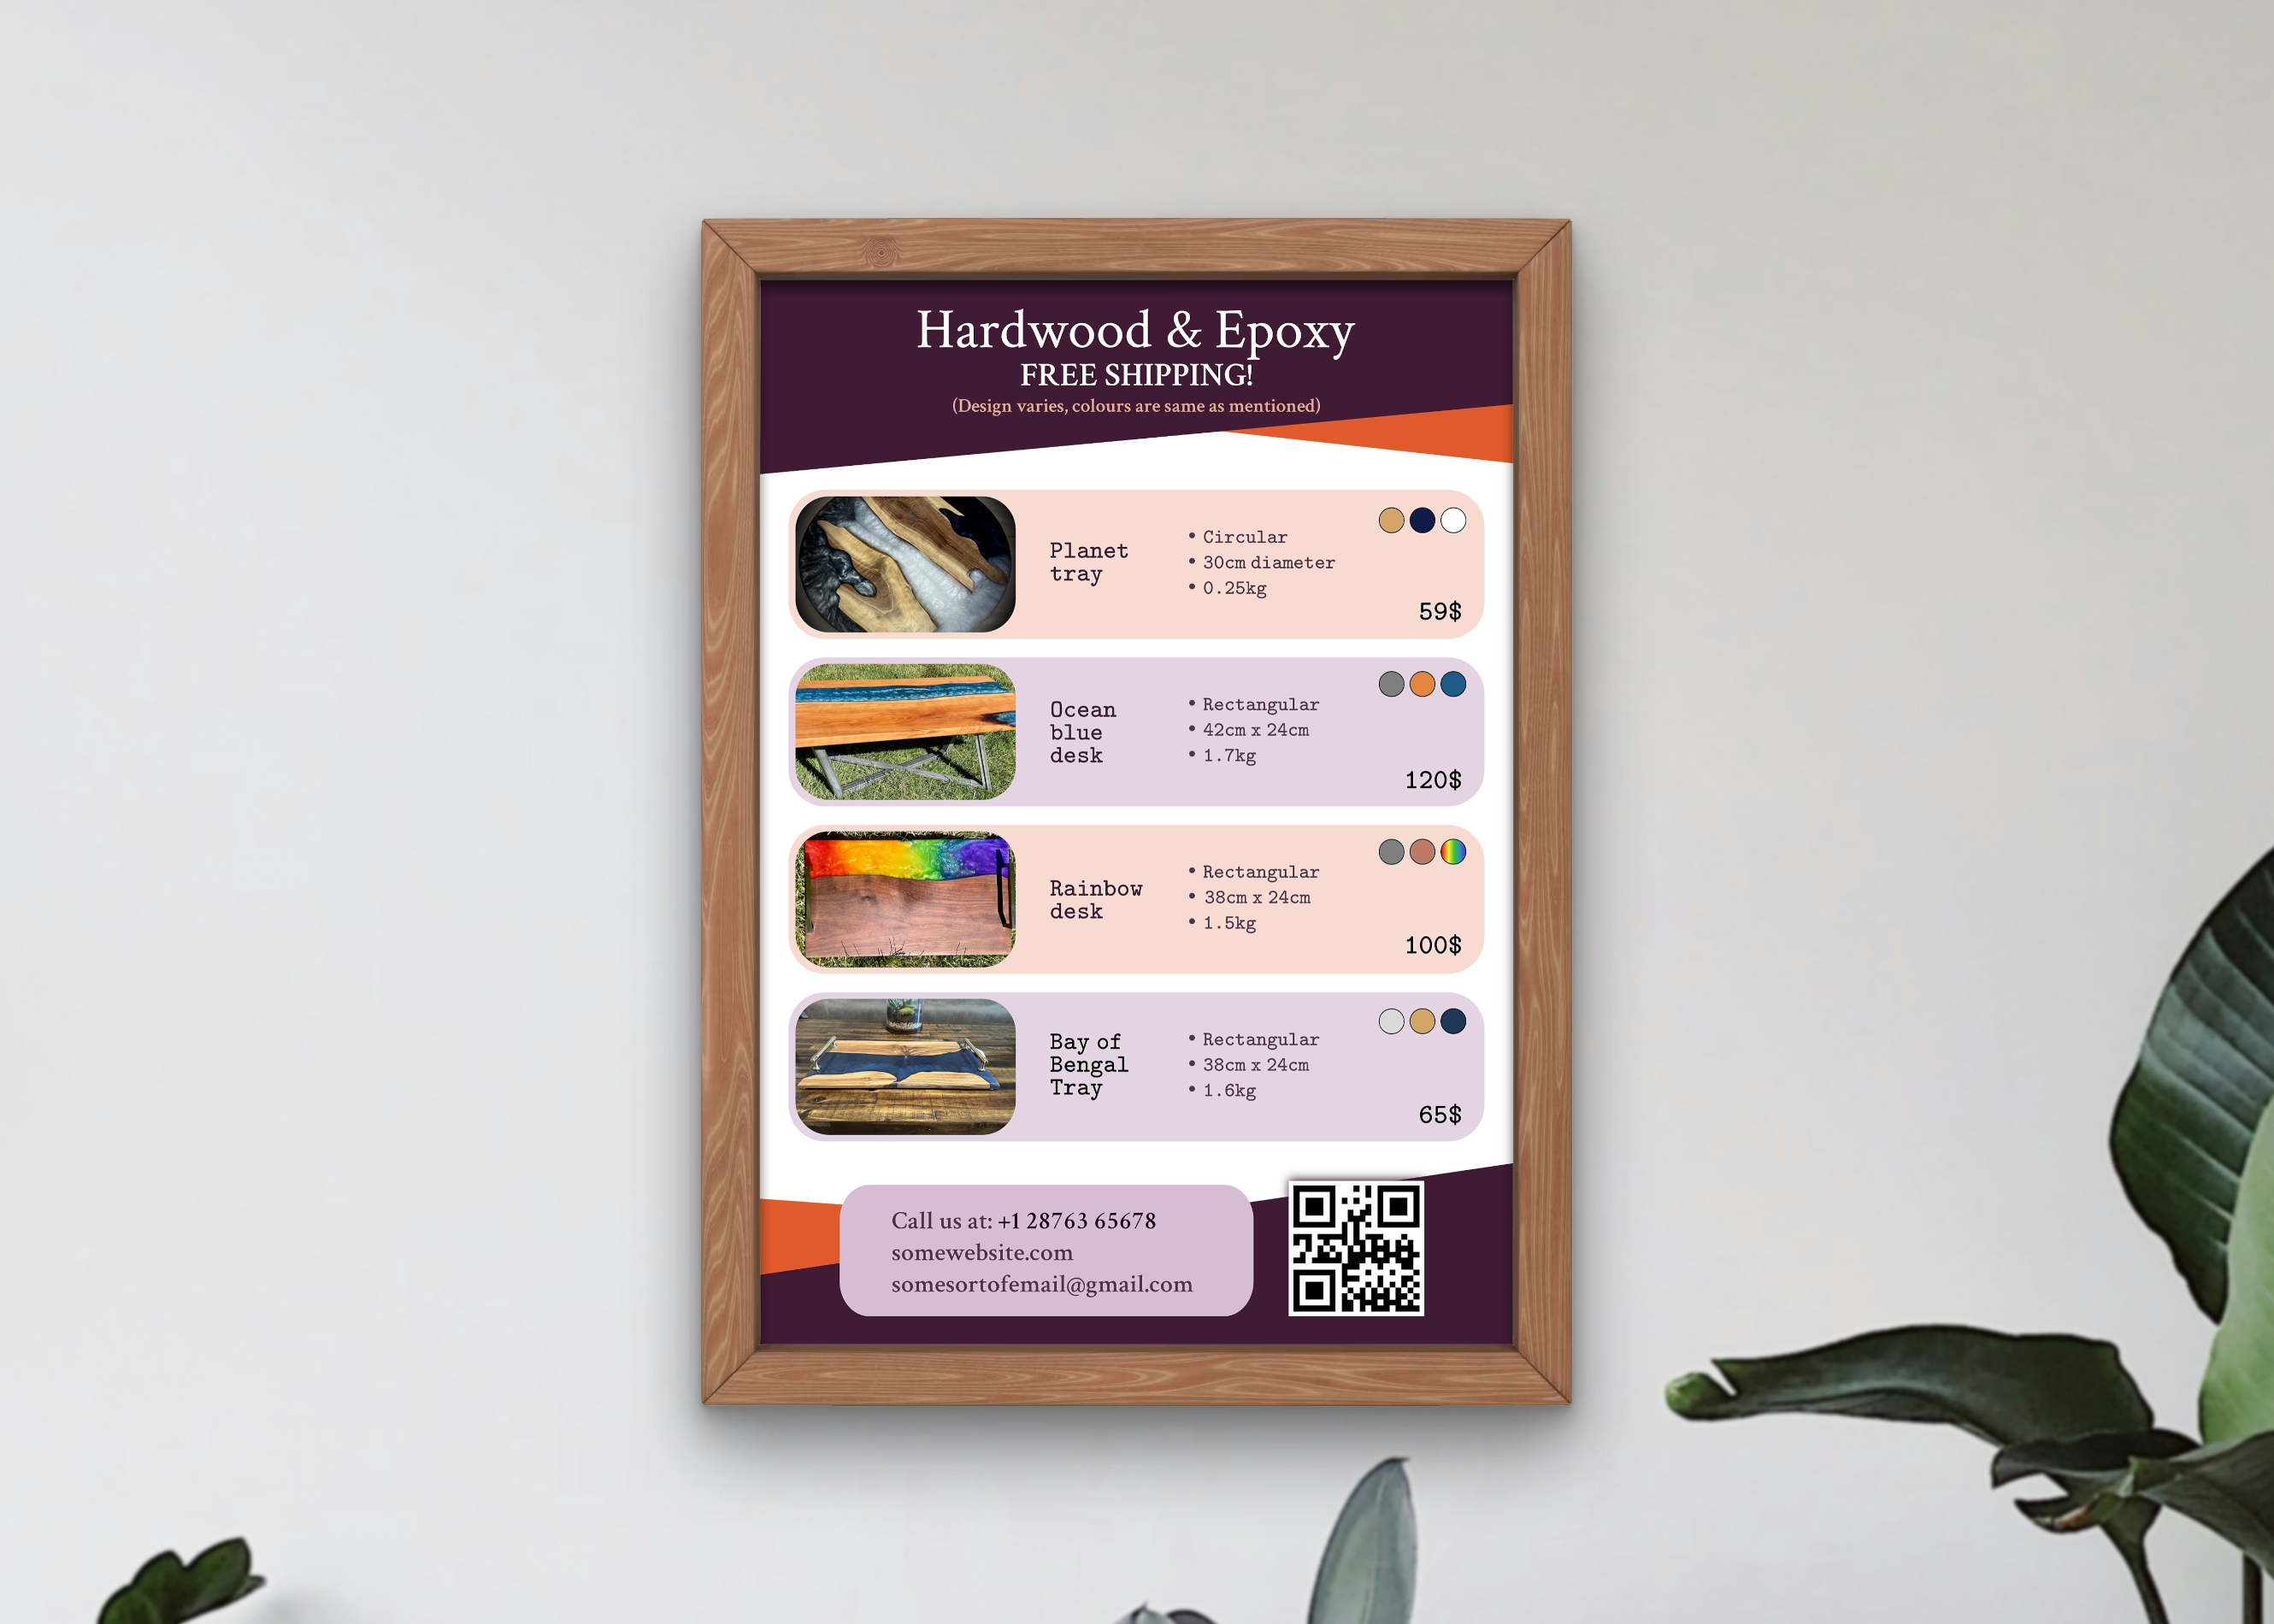 Hardwood & Epoxy
FREE SHIPPING!
(Design varies, colours are same as mentioned)
Planet
tray
• Circular
• 30cm diameter
• 0.25kg
59$
Ocean
blue
desk
• Rectangular
• 42cm x 24cm
• 1.7kg
120$
Rainbow
desk
• Rectangular
• 38cm x 24cm
• 1.5kg
100$
Bay of
Bengal
Tray
• Rectangular
• 38cm x 24cm
• 1.6kg
65$
Call us at: +1 28763 65678
somewebsite.com
somesortofemail@gmail.com